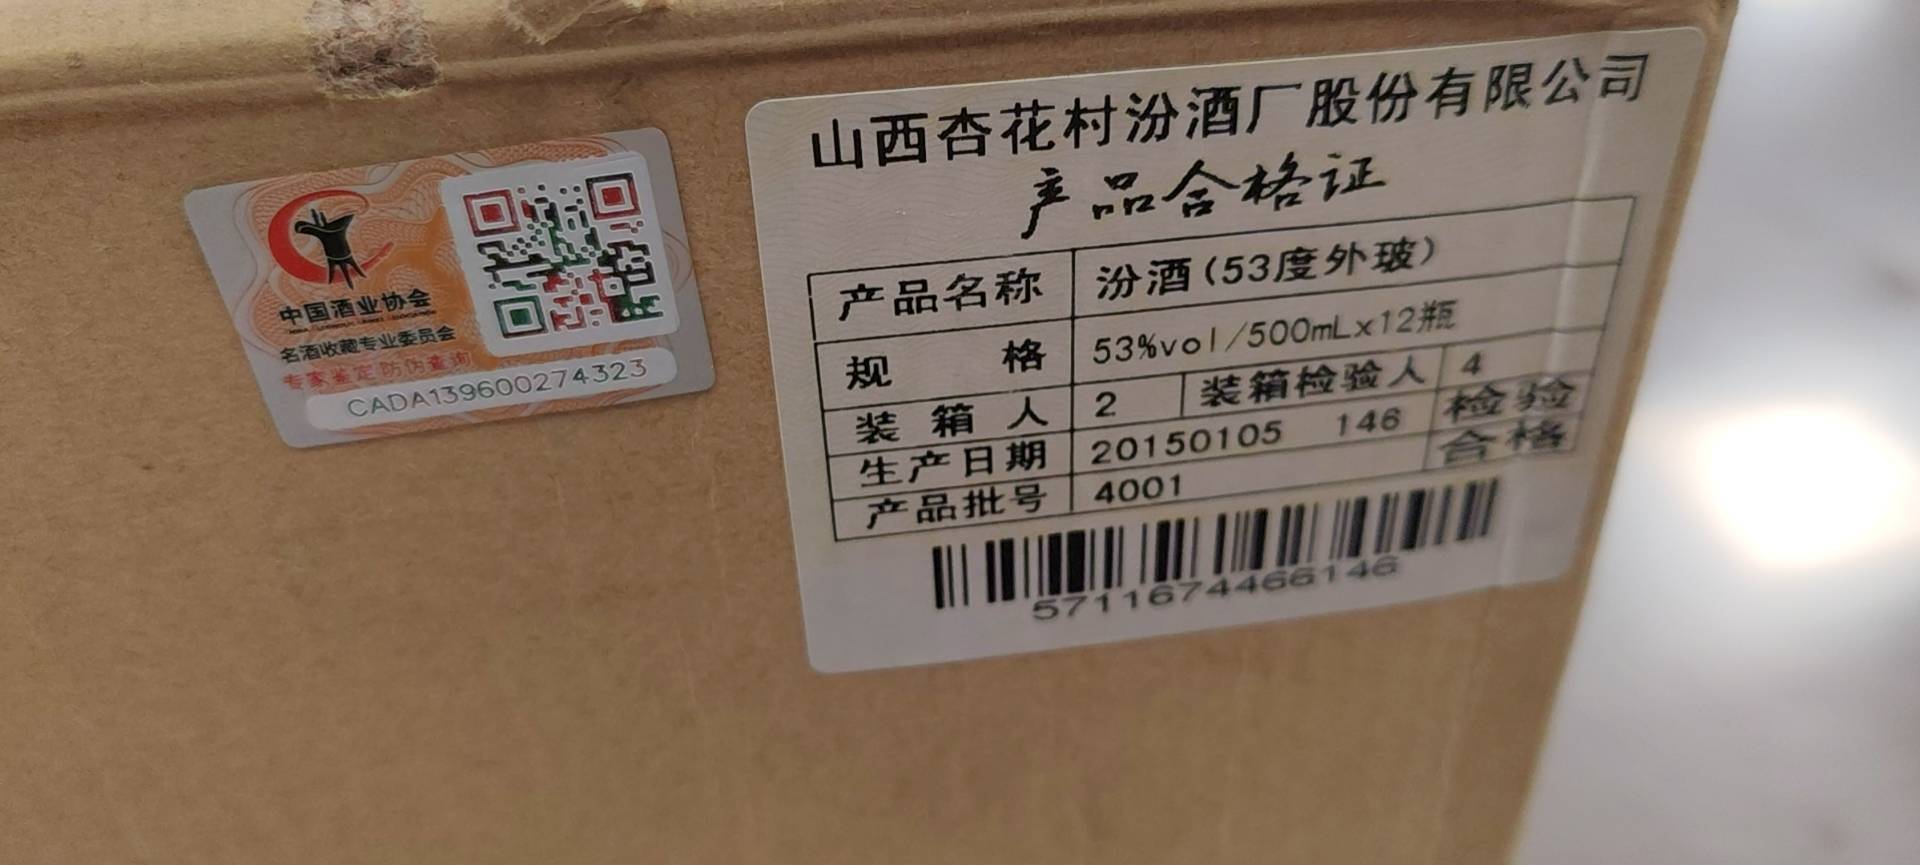 中国酒业协会
名酒收藏专业委员会
专家鉴定防伪查询
CADA139600274323
山西杏花村汾酒厂股份有限公司
产品合格证
产品名称 汾酒(53度外玻)
规格 53%vol/500mLx12瓶
装箱人 2 装箱检验人 4
生产日期 20150105 146 检验
产品批号 4001 合格
5711674466146